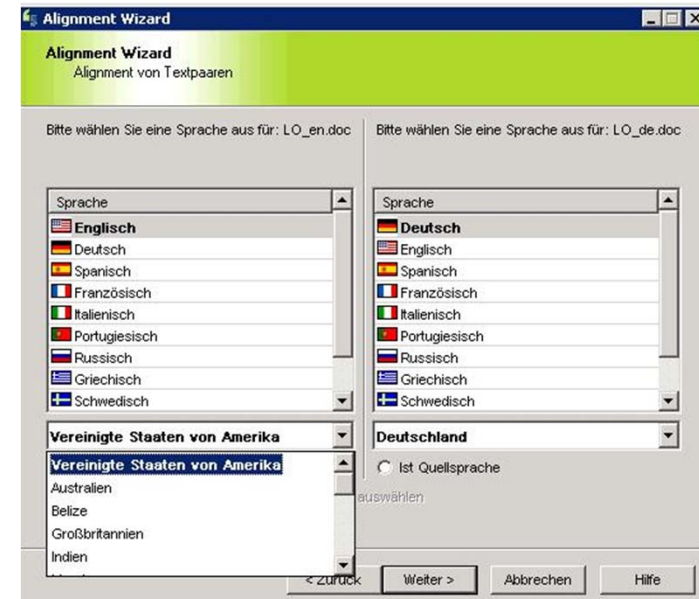 Alignment Wizard
Alignment Wizard
Alignment von Textpaaren
Bitte wählen Sie eine Sprache aus für: LO_en.doc
Bitte wählen Sie eine Sprache aus für: LO_de.doc
Sprache
Englisch
Deutsch
Spanisch
Französisch
Italienisch
Portugiesisch
Russisch
Griechisch
Schwedisch
Vereinigte Staaten von Amerika
Vereinigte Staaten von Amerika
Australien
Belize
Großbritannien
Indien
Sprache
Deutsch
Englisch
Spanisch
Französisch
Italienisch
Portugiesisch
Russisch
Griechisch
Schwedisch
Deutschland
Ist Quellsprache
auswählen
< Zurück
Weiter >
Abbrechen
Hilfe